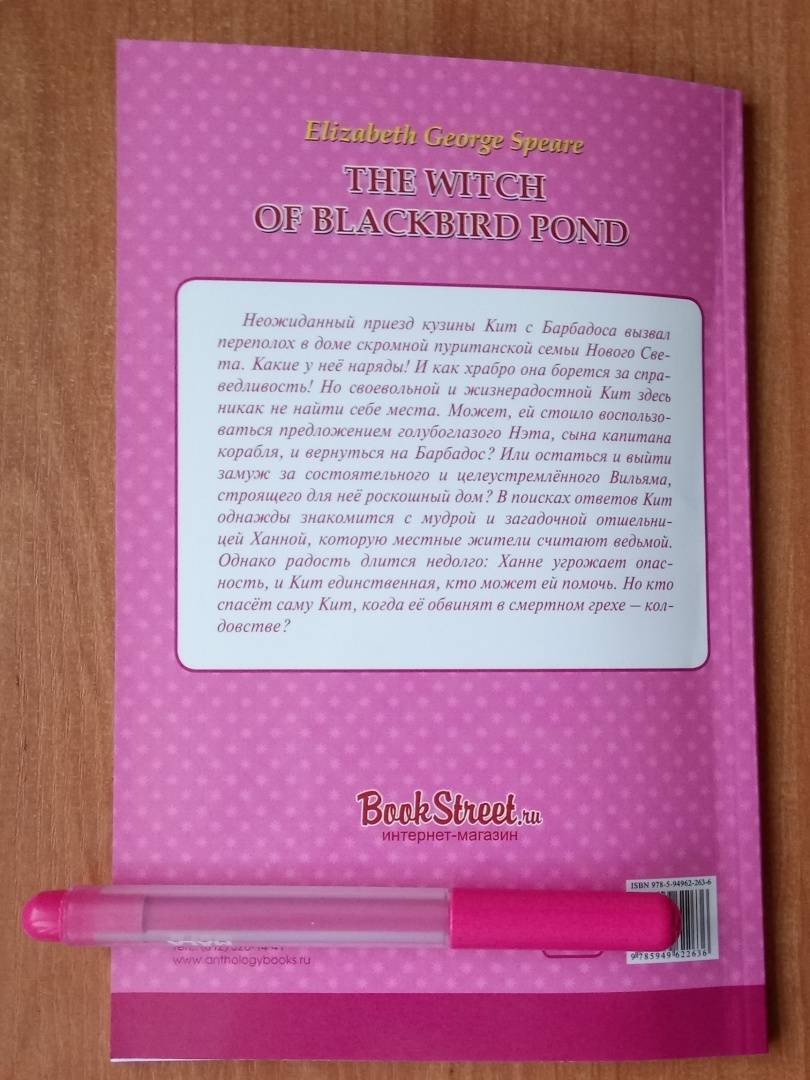 Elizabeth George Speare
THE WITCH
OF BLACKBIRD POND
Неожиданный приезд кузины Кит с Барбадоса вызвал
переполох в доме скромной пуританской семьи Нового Све-
та. Какие у неё наряды! И как храбро она борется за спра-
ведливость! Но своевольной и жизнерадостной Кит здесь
никак не найти себе места. Может, ей стоило воспользо-
ваться предложением голубоглазого Нэта, сына капитана
корабля, и вернуться на Барбадос? Или остаться и выйти
замуж за состоятельного и целеустремлённого Вильяма,
строящего для неё роскошный дом? В поисках ответов Кит
однажды знакомится с мудрой и загадочной отшельни-
цей Ханной, которую местные жители считают ведьмой.
Однако радость длится недолго: Ханне угрожает опас-
ность, и Кит единственная, кто может ей помочь. Но кто
спасёт саму Кит, когда её обвинят в смертном грехе – кол-
довстве?
BookStreet.ru
интернет-магазин
ISBN 978-5-94962-263-6
www.anthologybooks.ru
9 785949 622636